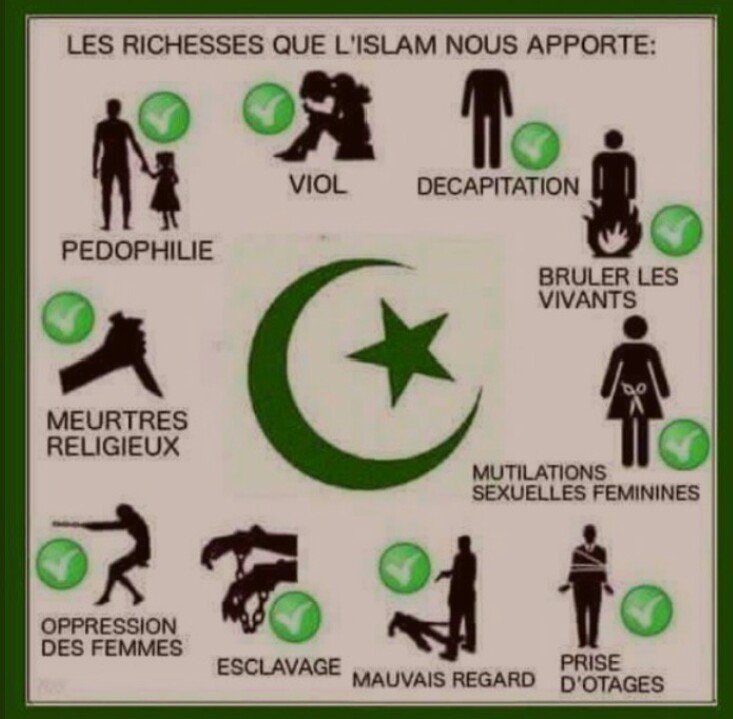 LES RICHESSES QUE L'ISLAM NOUS APPORTE:
PEDOPHILIE
VIOL
DECAPITATION
BRULER LES
VIVANTS
MEURTRES
RELIGIEUX
MUTILATIONS
SEXUELLES FEMININES
OPPRESSION
DES FEMMES
ESCLAVAGE
MAUVAIS REGARD
PRISE
D'OTAGES